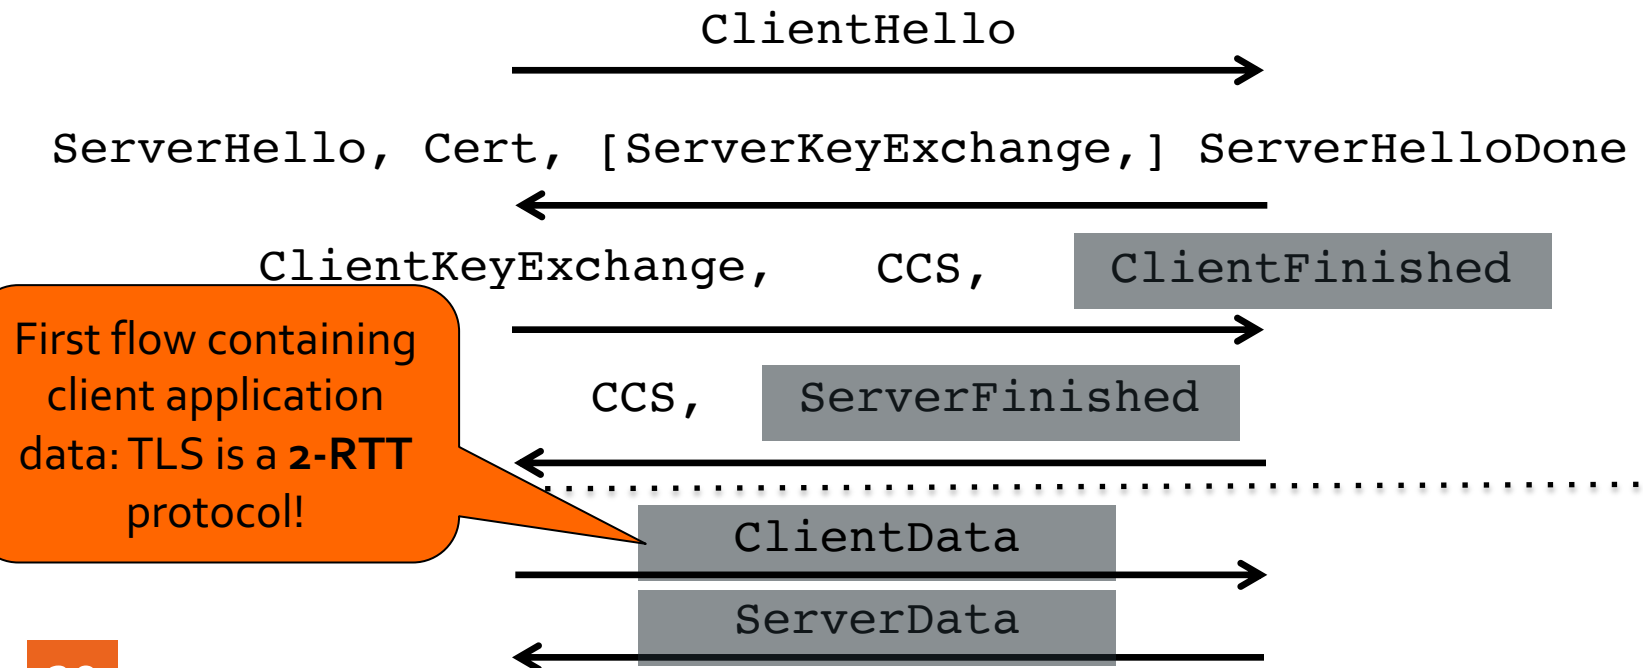 ClientHello
ServerHello, Cert, [ServerKeyExchange,] ServerHelloDone
ClientKeyExchange, CCS, ClientFinished
First flow containing
client application
data: TLS is a 2-RTT
protocol!
CCS, ServerFinished
ClientData
ServerData